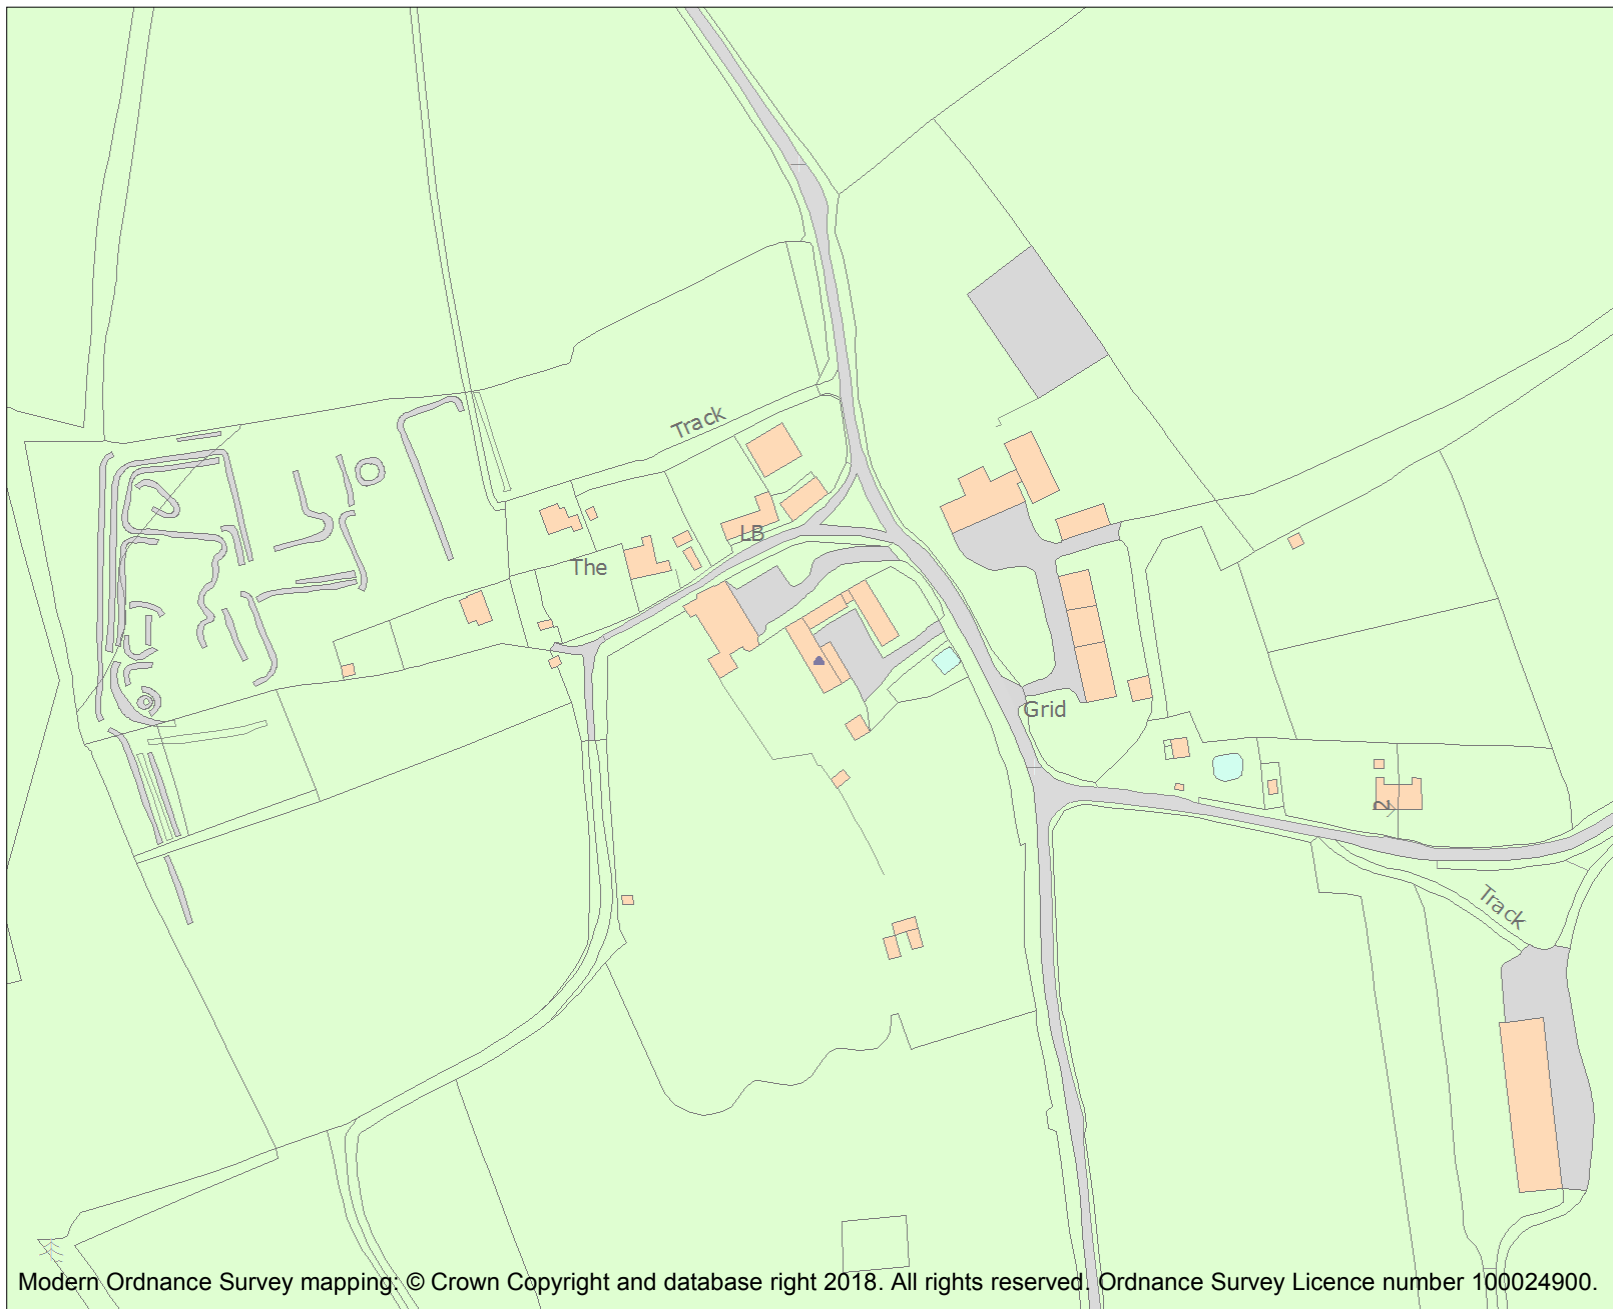 Track
LB
The
Grid
2
Track
Modern Ordnance Survey mapping: © Crown Copyright and database right 2018. All rights reserved. Ordnance Survey Licence number 100024900.